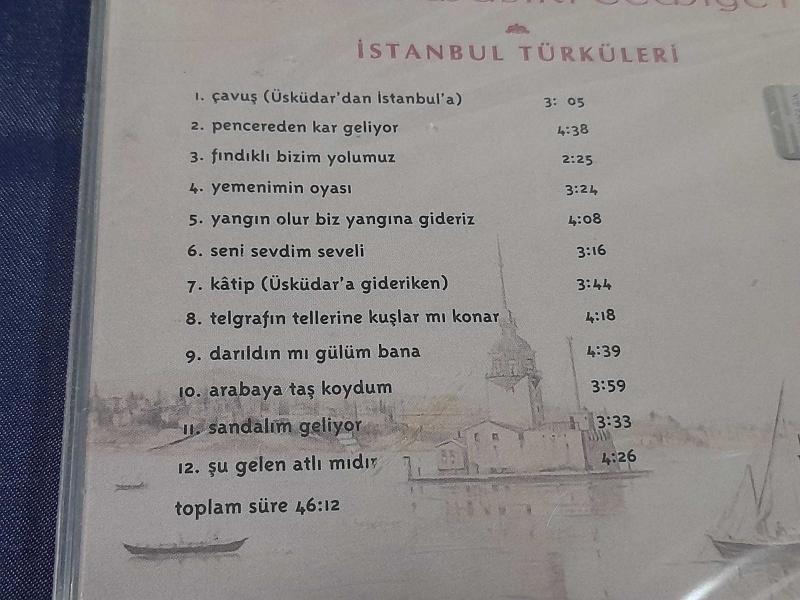 İSTANBUL TÜRKÜLERİ
1. çavuş (Üsküdar'dan İstanbul'a) 3: 05
2. pencereden kar geliyor 4:38
3. fındıklı bizim yolumuz 2:25
4. yemenimin oyası 3:24
5. yangın olur biz yangına gideriz 4:08
6. seni sevdim seveli 3:16
7. kâtip (Üsküdar'a gideriken) 3:44
8. telgrafın tellerine kuşlar mı konar 4:18
9. darıldın mı gülüm bana 4:39
10. arabaya taş koydum 3:59
11. sandalım geliyor 3:33
12. şu gelen atlı mıdır 4:26
toplam süre 46:12